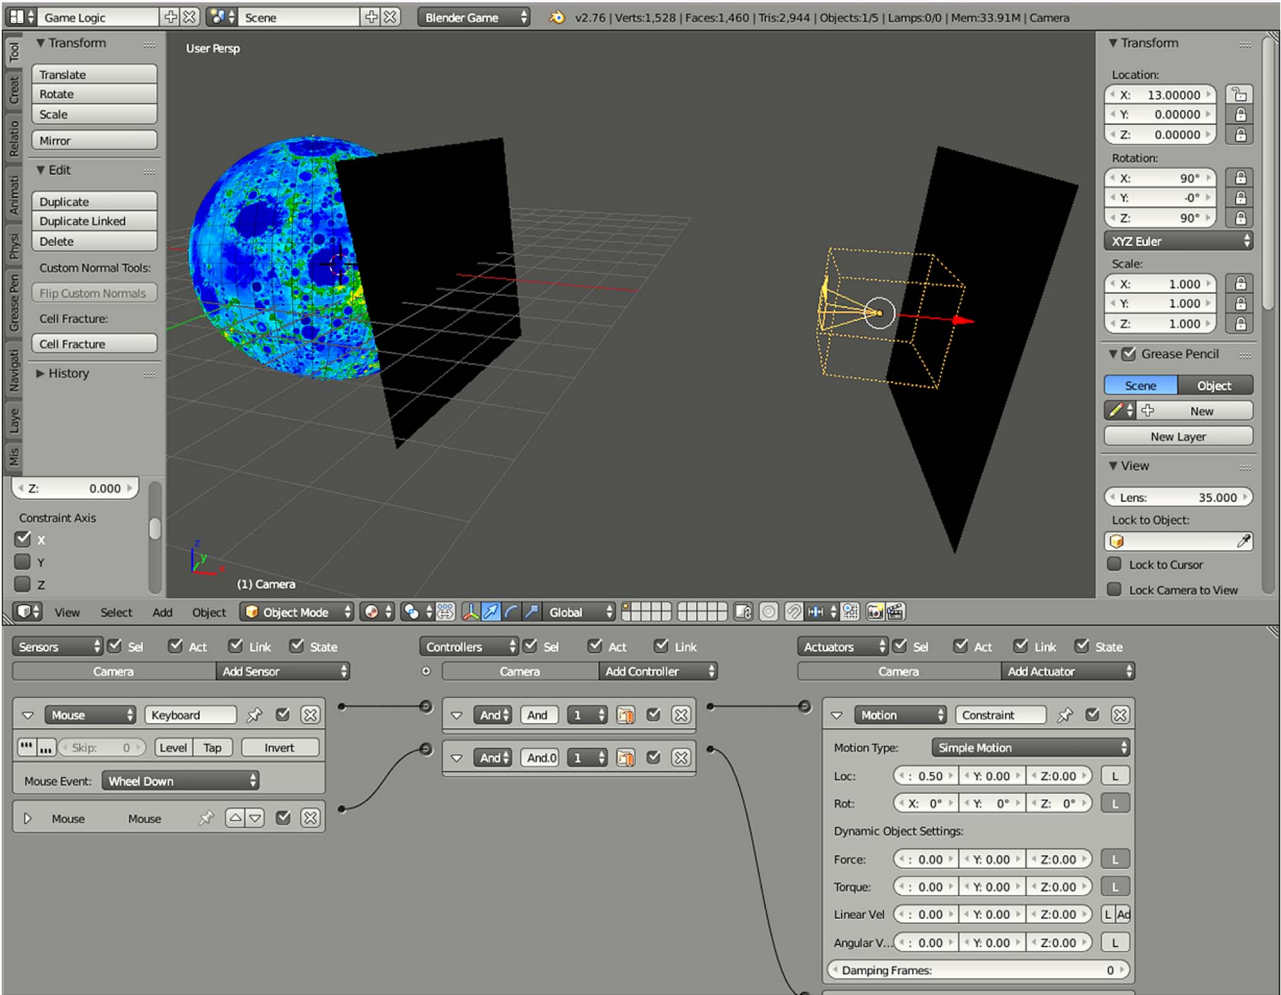 Game Logic Scene Blender Game v2.76 | Verts:1,528 | Faces:1,460 | Tris:2,944 | Objects:1/5 | Lamps:0/0 | Mem:33.91M | Camera
Tool
Creat
Relatio
Animati
Physi
Grease Pen
Navigati
Laye
Mis
Transform
Translate
Rotate
Scale
Mirror
Edit
Duplicate
Duplicate Linked
Delete
Custom Normal Tools:
Flip Custom Normals
Cell Fracture:
Cell Fracture
History
Z: 0.000
Constraint Axis
X
Y
Z
User Persp
z
y
x
(1) Camera
Transform
Location:
X: 13.00000
Y: 0.00000
Z: 0.00000
Rotation:
X: 90°
Y: -0°
Z: 90°
XYZ Euler
Scale:
X: 1.000
Y: 1.000
Z: 1.000
Grease Pencil
Scene Object
New
New Layer
View
Lens: 35.000
Lock to Object:
Lock to Cursor
Lock Camera to View
View Select Add Object Object Mode Global
Sensors Sel Act Link State
Camera Add Sensor
Mouse Keyboard
Skip: 0 Level Tap Invert
Mouse Event: Wheel Down
Mouse Mouse
Controllers Sel Act Link
Camera Add Controller
And And 1
And And.0 1
Actuators Sel Act Link State
Camera Add Actuator
Motion Constraint
Motion Type: Simple Motion
Loc: : 0.50 Y: 0.00 Z:0.00 L
Rot: X: 0° Y: 0° Z: 0° L
Dynamic Object Settings:
Force: : 0.00 Y: 0.00 Z:0.00 L
Torque: : 0.00 Y: 0.00 Z:0.00 L
Linear Vel : 0.00 Y: 0.00 Z:0.00 L Ad
Angular V... : 0.00 Y: 0.00 Z:0.00 L
Damping Frames: 0